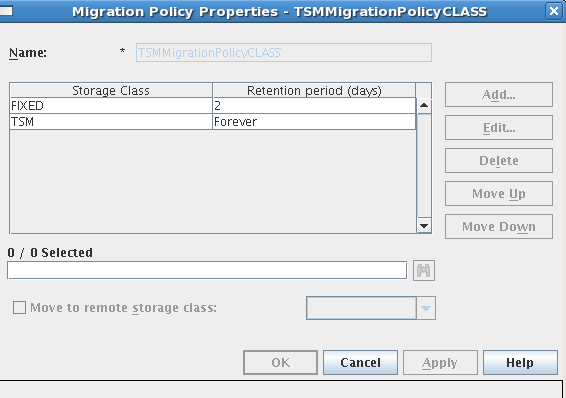 Migration Policy Properties - TSMMigrationPolicyCLASS
Name: * TSMMigrationPolicyCLASS
Storage Class Retention period (days)
FIXED 2
TSM Forever
Add...
Edit...
Delete
Move Up
Move Down
0 / 0 Selected
Move to remote storage class:
OK Cancel Apply Help